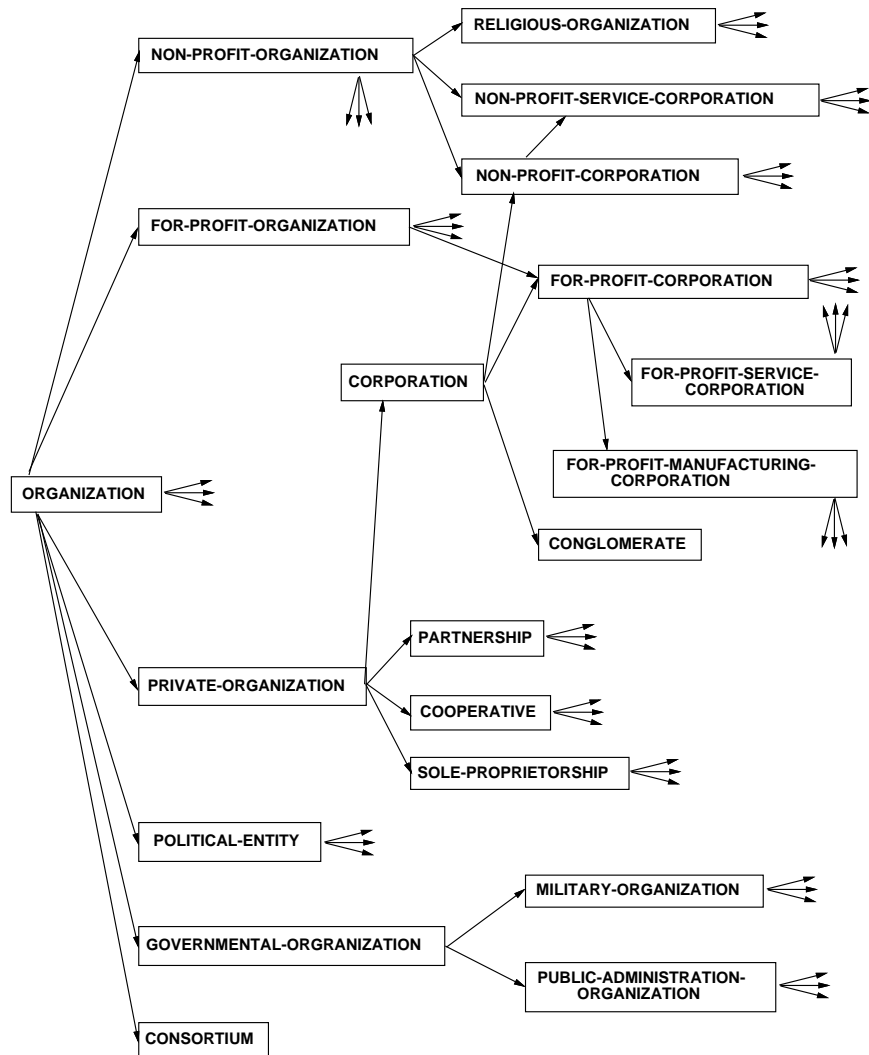 RELIGIOUS-ORGANIZATION
NON-PROFIT-ORGANIZATION
NON-PROFIT-SERVICE-CORPORATION
NON-PROFIT-CORPORATION
FOR-PROFIT-ORGANIZATION
FOR-PROFIT-CORPORATION
CORPORATION
FOR-PROFIT-SERVICE-
CORPORATION
FOR-PROFIT-MANUFACTURING-
CORPORATION
ORGANIZATION
CONGLOMERATE
PARTNERSHIP
PRIVATE-ORGANIZATION
COOPERATIVE
SOLE-PROPRIETORSHIP
POLITICAL-ENTITY
MILITARY-ORGANIZATION
GOVERNMENTAL-ORGRANIZATION
PUBLIC-ADMINISTRATION-
ORGANIZATION
CONSORTIUM